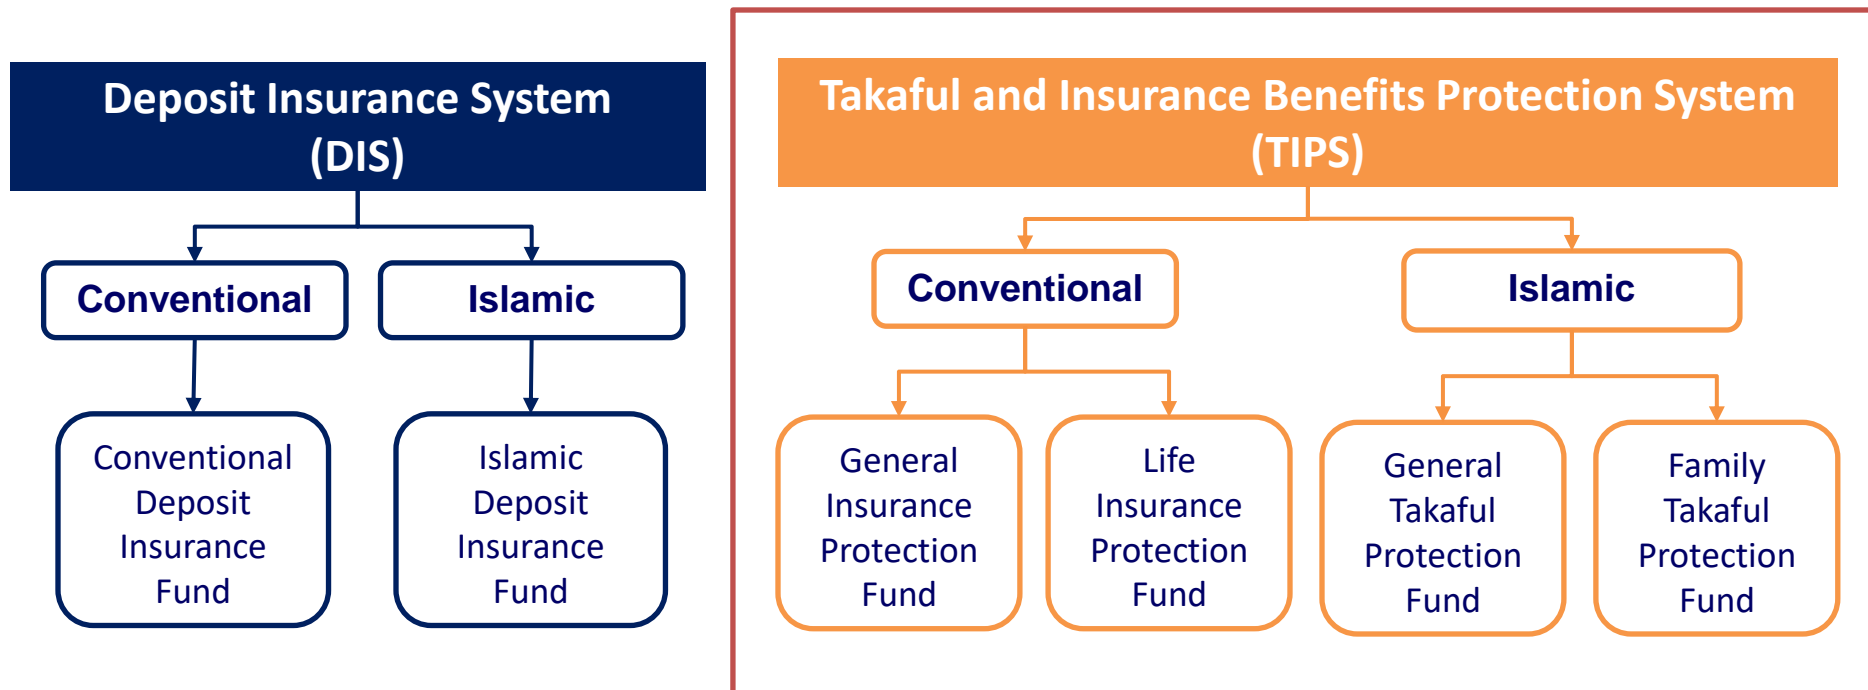 Deposit Insurance System
(DIS)
Conventional
Islamic
Conventional
Deposit
Insurance
Fund
Islamic
Deposit
Insurance
Fund
Takaful and Insurance Benefits Protection System
(TIPS)
Conventional
Islamic
General
Insurance
Protection
Fund
Life
Insurance
Protection
Fund
General
Takaful
Protection
Fund
Family
Takaful
Protection
Fund